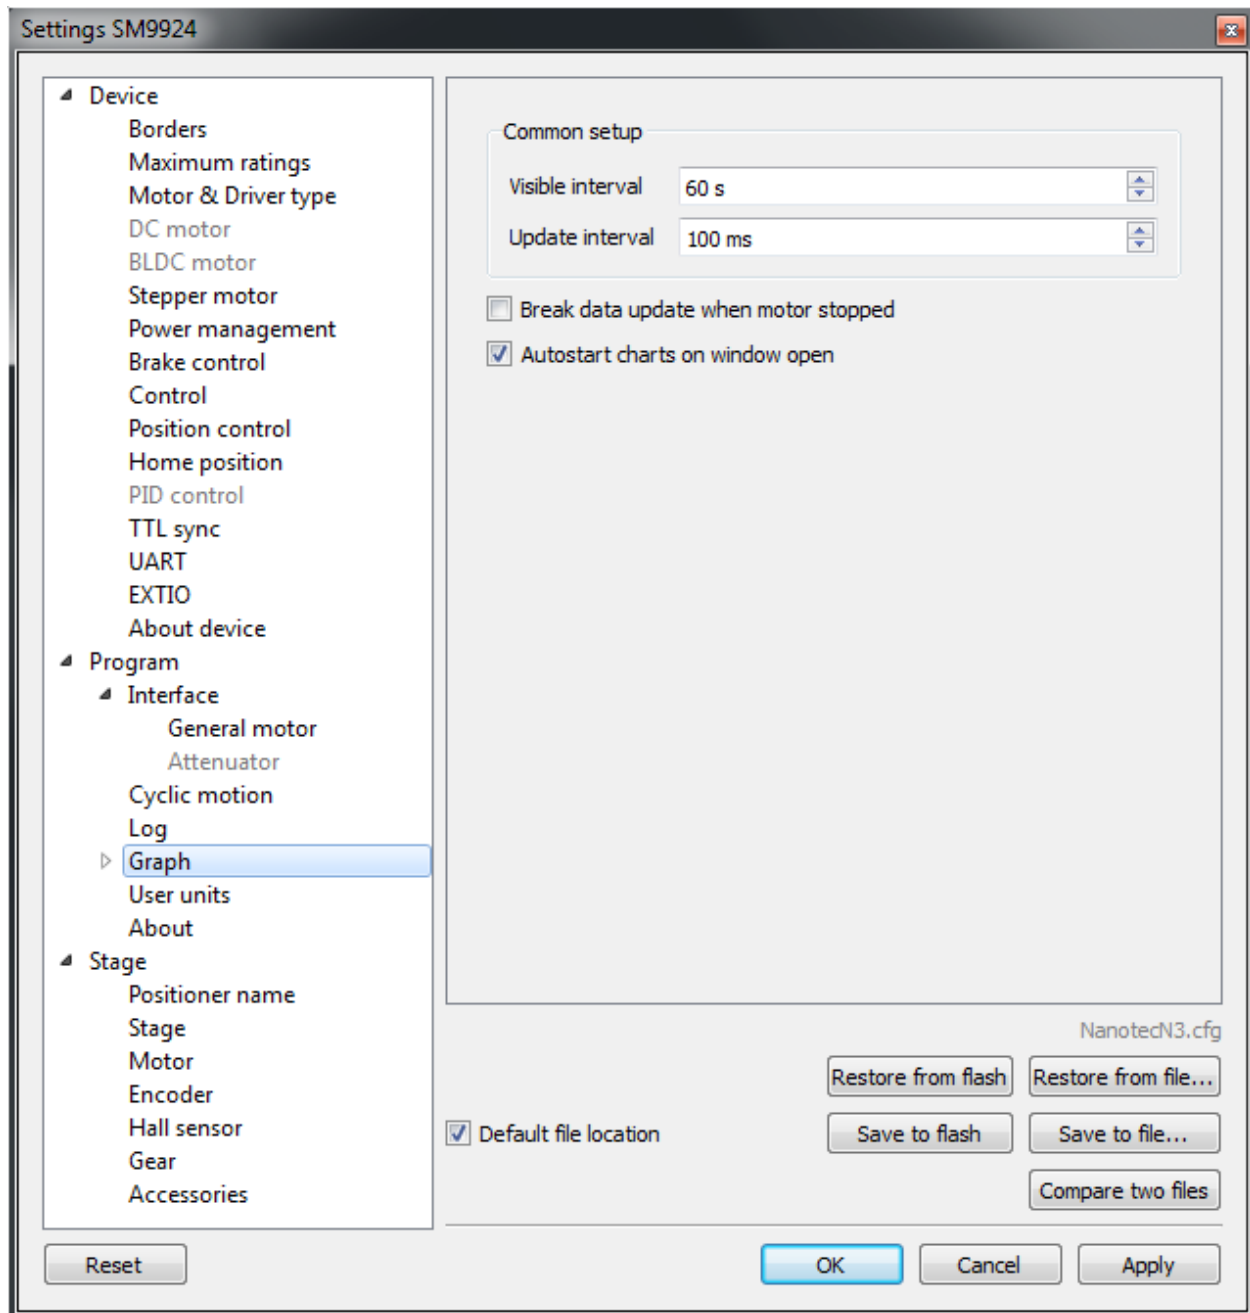 Settings SM9924
Device
Borders
Maximum ratings
Motor & Driver type
DC motor
BLDC motor
Stepper motor
Power management
Brake control
Control
Position control
Home position
PID control
TTL sync
UART
EXTIO
About device
Program
Interface
General motor
Attenuator
Cyclic motion
Log
Graph
User units
About
Stage
Positioner name
Stage
Motor
Encoder
Hall sensor
Gear
Accessories
Common setup
Visible interval 60 s
Update interval 100 ms
Break data update when motor stopped
Autostart charts on window open
NanotecN3.cfg
Restore from flash Restore from file...
Default file location Save to flash Save to file...
Compare two files
Reset OK Cancel Apply